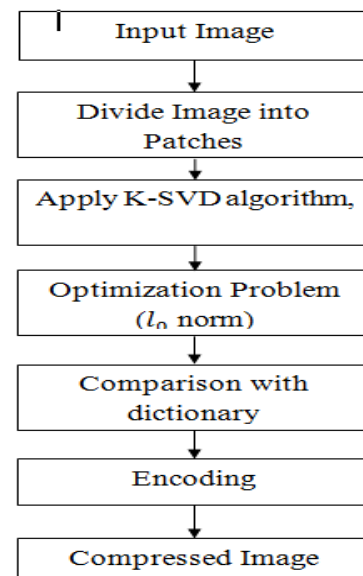 Input Image
Divide Image into
Patches
Apply K-SVD algorithm,
Optimization Problem
(l₀ norm)
Comparison with
dictionary
Encoding
Compressed Image